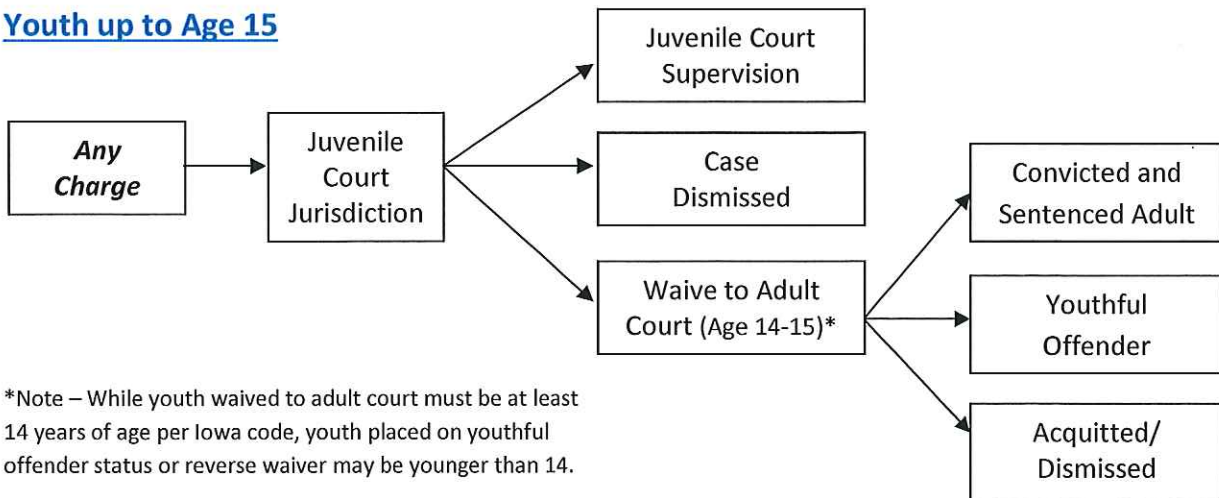 Youth up to Age 15
Any
Charge
Juvenile
Court
Jurisdiction
Juvenile Court
Supervision
Case
Dismissed
Waive to Adult
Court (Age 14-15)*
Convicted and
Sentenced Adult
Youthful
Offender
Acquitted/
Dismissed
*Note – While youth waived to adult court must be at least
14 years of age per Iowa code, youth placed on youthful
offender status or reverse waiver may be younger than 14.